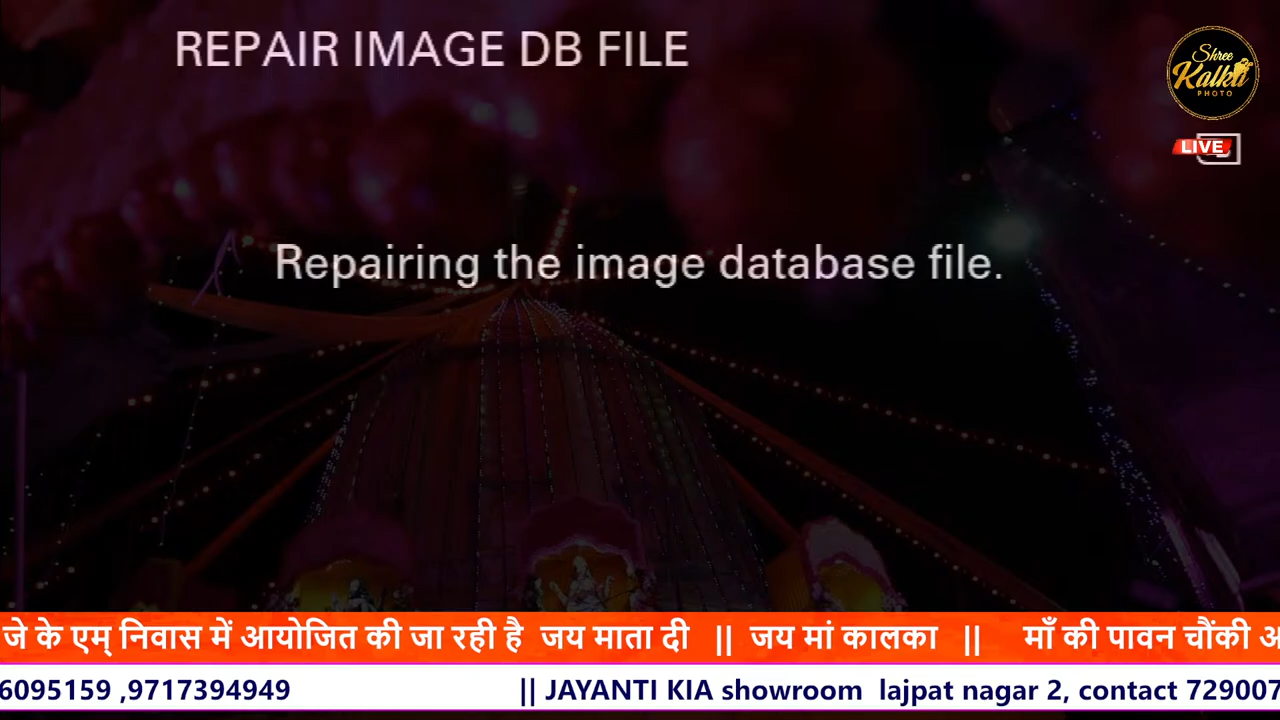 REPAIR IMAGE DB FILE
Shree
Kalka
PHOTO
LIVE
Repairing the image database file.
जे के एम् निवास में आयोजित की जा रही है जय माता दी || जय मां कालका || माँ की पावन चौंकी
6095159 ,9717394949 || JAYANTI KIA showroom lajpat nagar 2, contact 729007